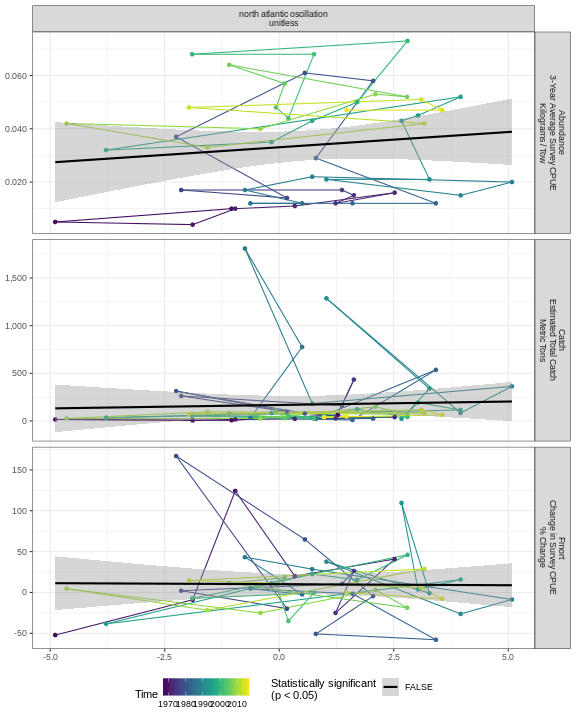 north atlantic oscillation
unitless
0.060
0.040
0.020
Abundance
3-Year Average Survey CPUE
Kilograms / Tow
1,500
1,000
500
0
Catch
Estimated Total Catch
Metric Tons
150
100
50
0
-50
Fmort
Change in Survey CPUE
% Change
-5.0
-2.5
0.0
2.5
5.0
Time
1970
1980
1990
2000
2010
Statistically significant
(p < 0.05)
FALSE